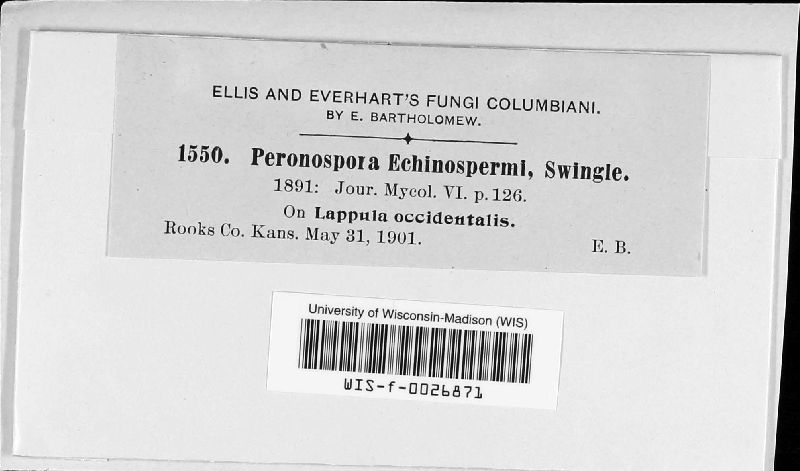 ELLIS AND EVERHART'S FUNGI COLUMBIANI.
BY E. BARTHOLOMEW.
1550. Peronospora Echinospermi, Swingle.
1891: Jour. Mycol. VI. p. 126.
On Lappula occidentalis.
Rooks Co. Kans. May 31, 1901.
E. B.
University of Wisconsin-Madison (WIS)
WIS-f-0026871